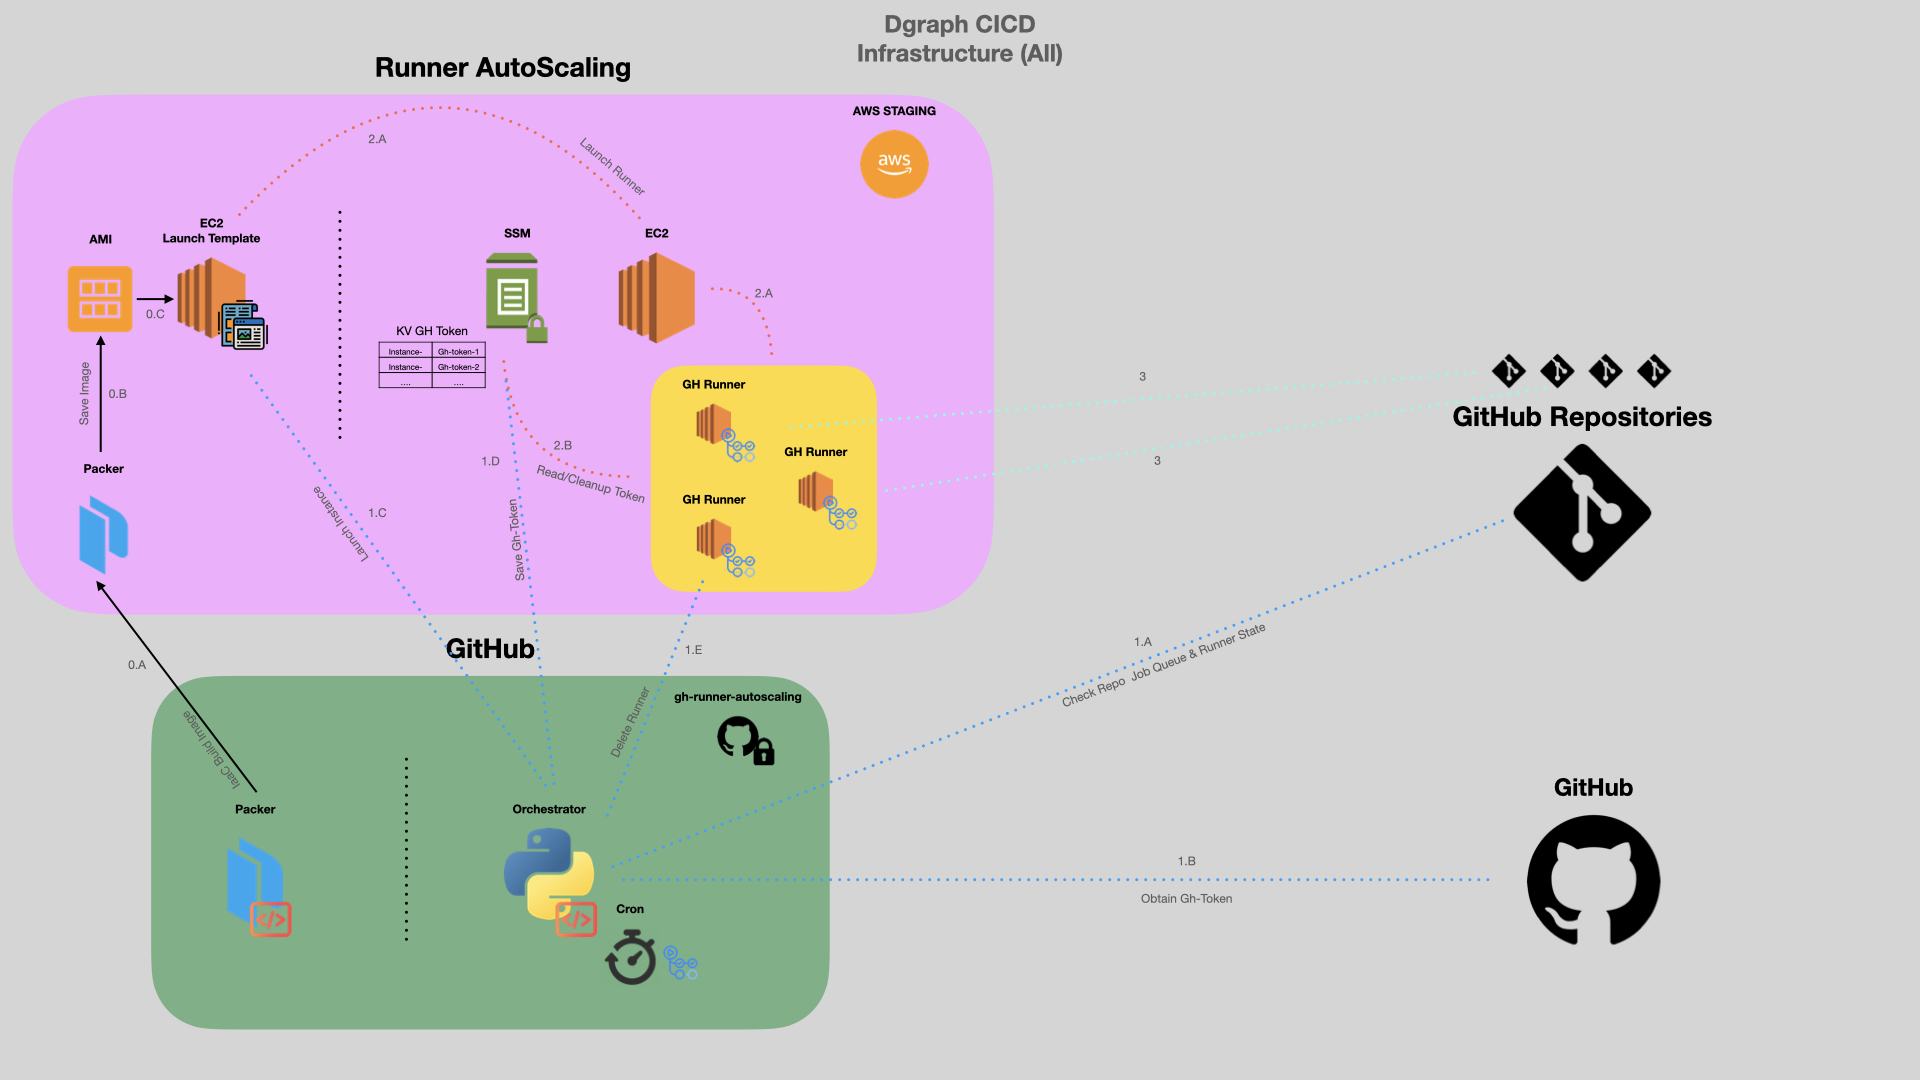 Dgraph CICD
Infrastructure (All)
Runner AutoScaling
AWS STAGING
aws
2.A
Launch Runner
EC2
Launch Template
AMI
SSM
EC2
2.A
0.C
KV GH Token
Instance- Gh-token-1
Instance- Gh-token-2
.... ....
Save Image
0.B
GH Runner
GH Runner
GH Runner
2.B
Read/Cleanup Token
1.D
Save Gh-Token
1.C
Launch Instance
Packer
3
3
GitHub Repositories
GitHub
0.A
IaaC Build Image
1.E
Delete Runner
gh-runner-autoscaling
1.A
Check Repo Job Queue & Runner State
Packer
Orchestrator
</>
</>
Cron
GitHub
1.B
Obtain Gh-Token